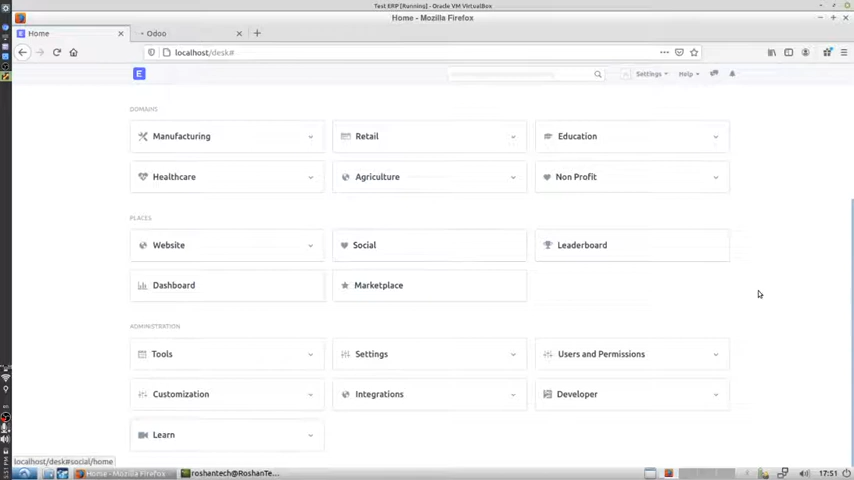 Test ERP [Running] - Oracle VM VirtualBox
Home - Mozilla Firefox
Home
Odoo
localhost/desk#
E
Settings
Help
DOMAINS
Manufacturing
Retail
Education
Healthcare
Agriculture
Non Profit
PLACES
Website
Social
Leaderboard
Dashboard
Marketplace
ADMINISTRATION
Tools
Settings
Users and Permissions
Customization
Integrations
Developer
Learn
localhost/desk#social/home
Home - Mozilla Firefox
roshantech@RoshanTe...
17:51